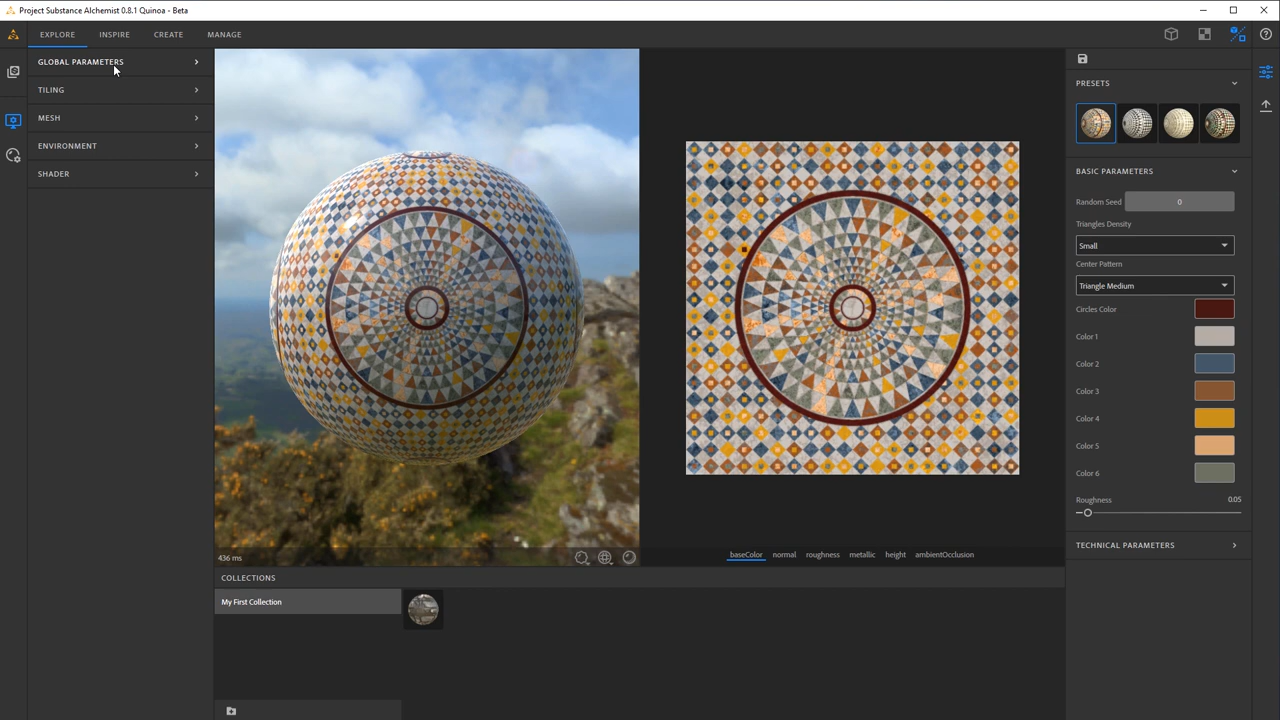 Project Substance Alchemist 0.8.1 Quinoa - Beta
EXPLORE
INSPIRE
CREATE
MANAGE
GLOBAL PARAMETERS
TILING
MESH
ENVIRONMENT
SHADER
436 ms
baseColor
normal
roughness
metallic
height
ambientOcclusion
COLLECTIONS
My First Collection
PRESETS
BASIC PARAMETERS
Random Seed
0
Triangles Density
Small
Center Pattern
Triangle Medium
Circles Color
Color 1
Color 2
Color 3
Color 4
Color 5
Color 6
Roughness
0.05
TECHNICAL PARAMETERS